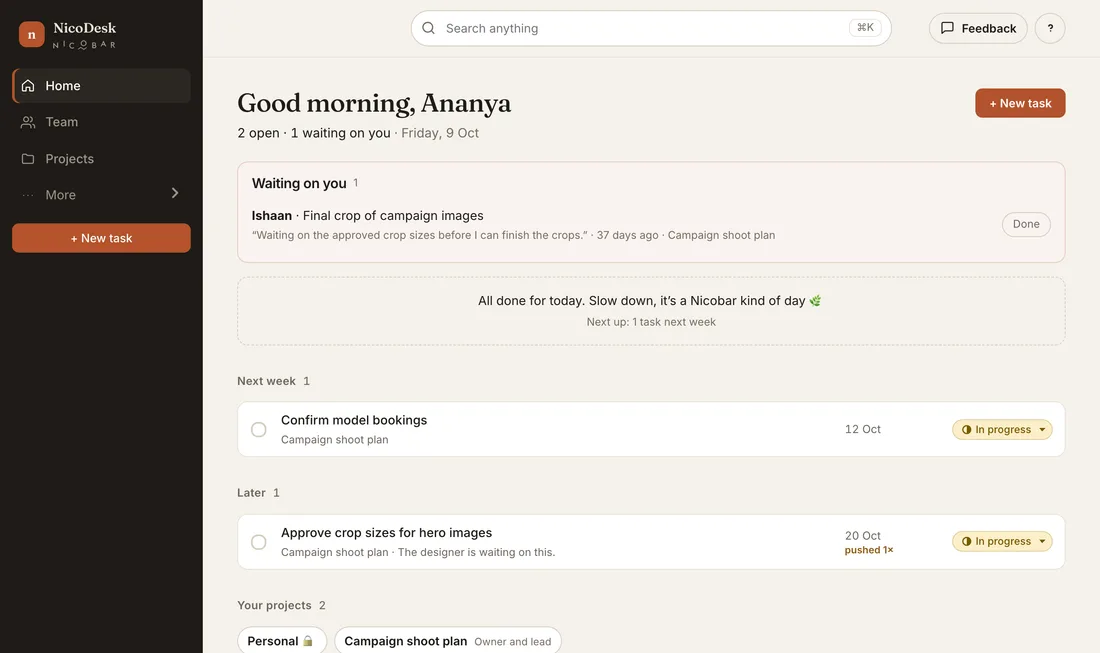 n
NicoDesk
NICOBAR
Home
Team
Projects
More
+ New task
Search anything
⌘K
Feedback
?
Good morning, Ananya
+ New task
2 open · 1 waiting on you · Friday, 9 Oct
Waiting on you 1
Ishaan · Final crop of campaign images
“Waiting on the approved crop sizes before I can finish the crops.” · 37 days ago · Campaign shoot plan
Done
All done for today. Slow down, it’s a Nicobar kind of day 🌿
Next up: 1 task next week
Next week 1
Confirm model bookings
Campaign shoot plan
12 Oct
In progress
Later 1
Approve crop sizes for hero images
Campaign shoot plan · The designer is waiting on this.
20 Oct
pushed 1×
In progress
Your projects 2
Personal 🔒
Campaign shoot plan Owner and lead